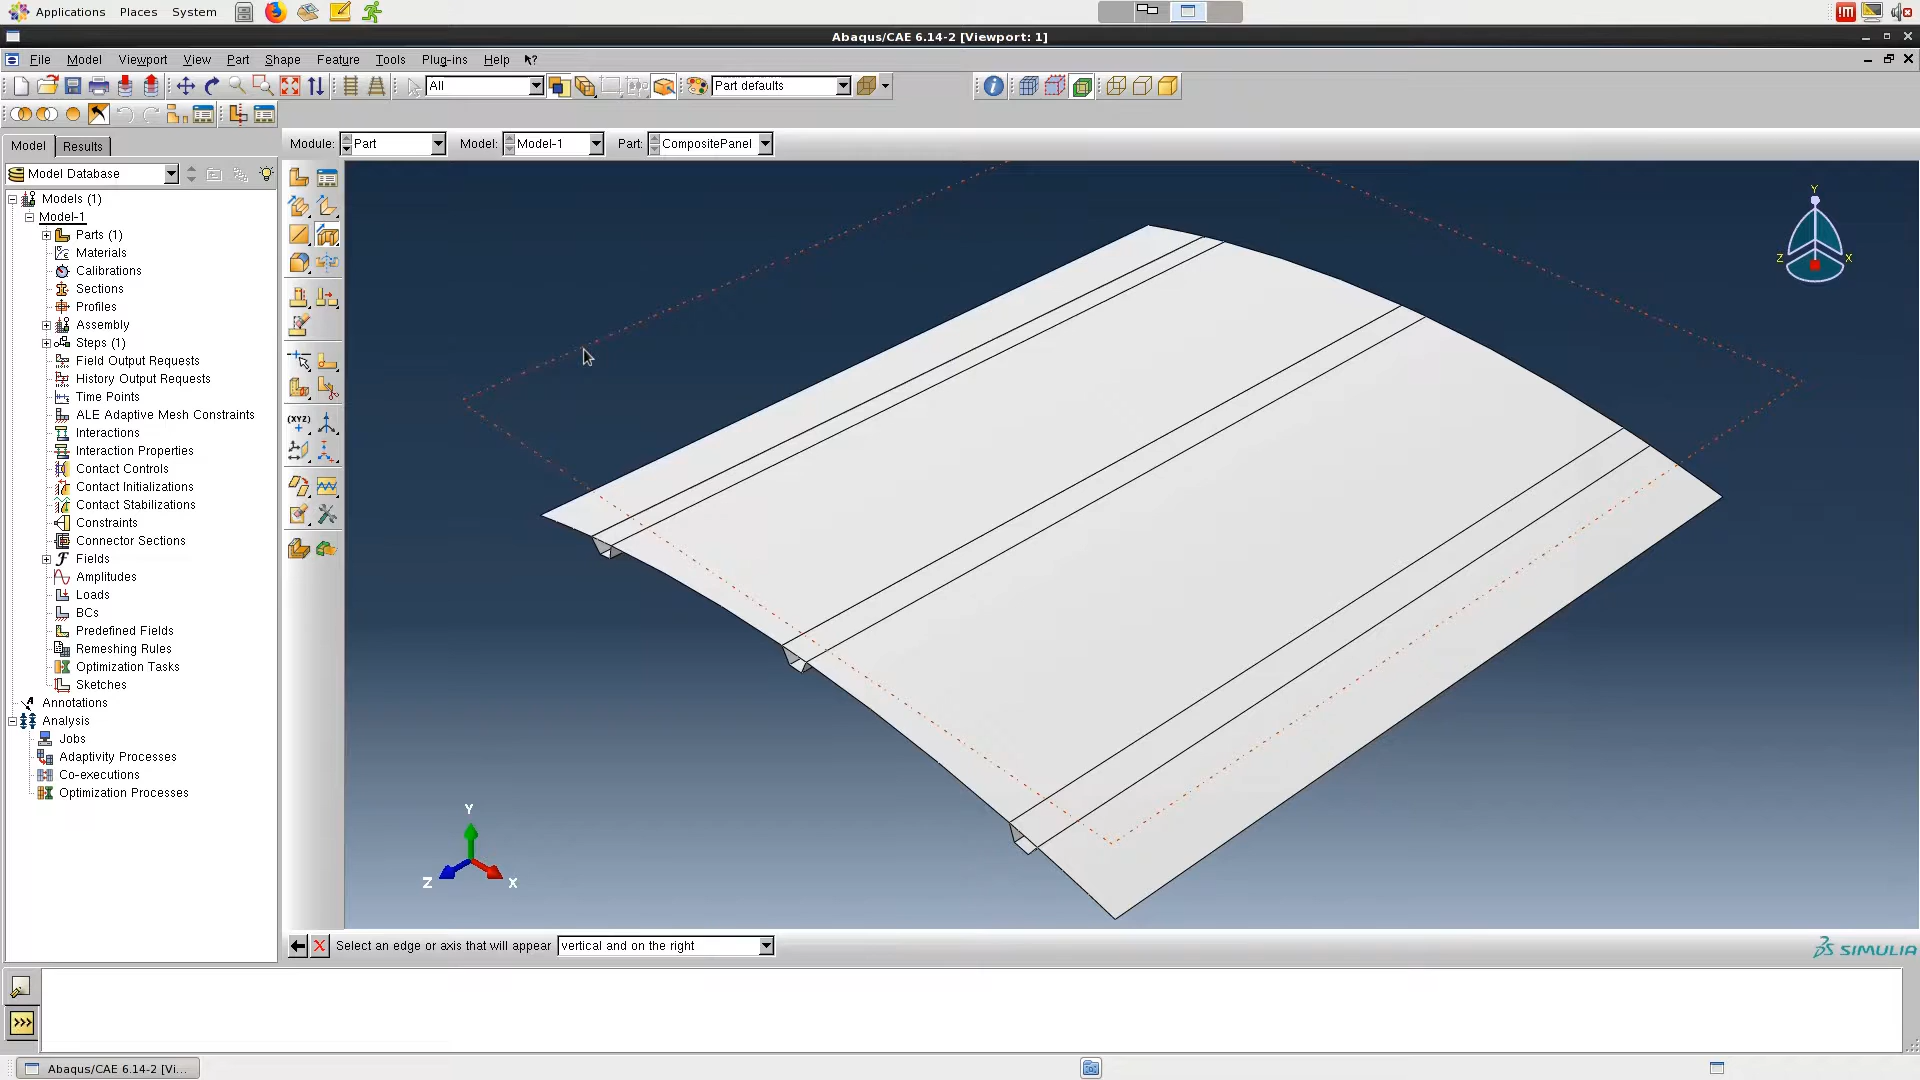 Applications Places System
Abaqus/CAE 6.14-2 [Viewport: 1]
File Model Viewport View Part Shape Feature Tools Plug-ins Help
All Part defaults
Model Results Module: Part Model: Model-1 Part: CompositePanel
Model Database
Models (1)
Model-1
Parts (1)
Materials
Calibrations
Sections
Profiles
Assembly
Steps (1)
Field Output Requests
History Output Requests
Time Points
ALE Adaptive Mesh Constraints
Interactions
Interaction Properties
Contact Controls
Contact Initializations
Contact Stabilizations
Constraints
Connector Sections
Fields
Amplitudes
Loads
BCs
Predefined Fields
Remeshing Rules
Optimization Tasks
Sketches
Annotations
Analysis
Jobs
Adaptivity Processes
Co-executions
Optimization Processes
(XYZ)
Y
Z X
Y
Z X
Select an edge or axis that will appear vertical and on the right
SIMULIA
>>>
Abaqus/CAE 6.14-2 [Vi...